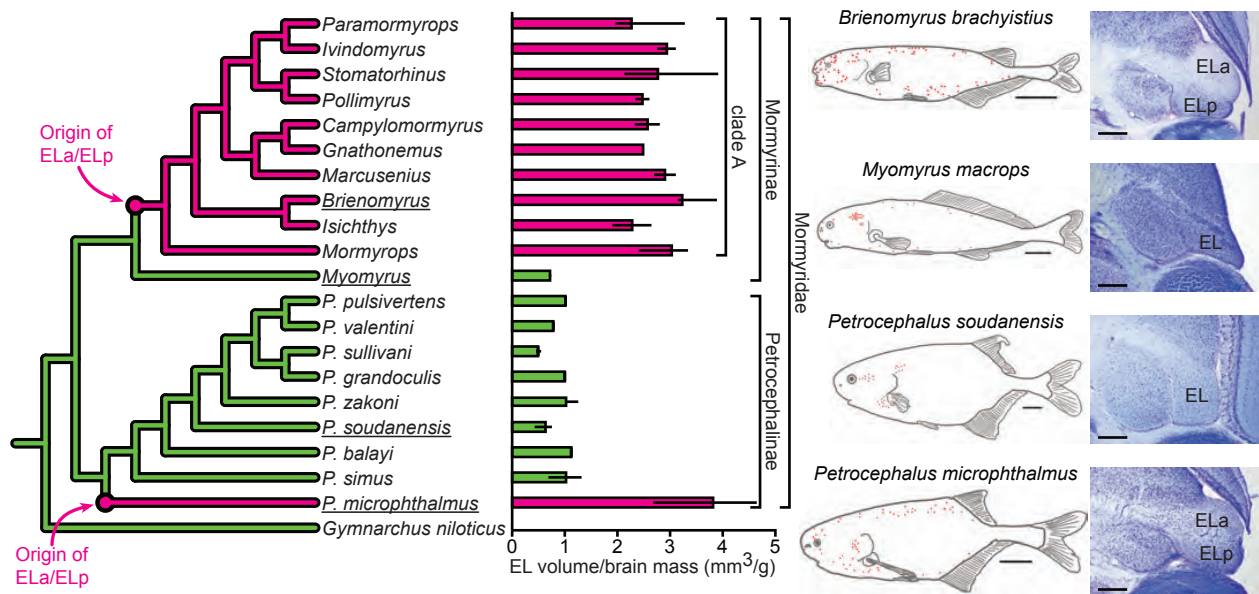 Paramormyrops
Ivindomyrus
Stomatorhinus
Pollimyrus
Campylomormyrus
Gnathonemus
Marcusenius
Brienomyrus
Isichthys
Mormyrops
Myomyrus
P. pulsivertens
P. valentini
P. sullivani
P. grandoculis
P. zakoni
P. soudanensis
P. balayi
P. simus
P. microphthalmus
Gymnarchus niloticus
Origin of
ELa/ELp
Origin of
ELa/ELp
0 1 2 3 4 5
EL volume/brain mass (mm³/g)
clade A
Mormyrinae
Petrocephalinae
Mormyridae
Brienomyrus brachyistius
ELa
ELp
Myomyrus macrops
EL
Petrocephalus soudanensis
EL
Petrocephalus microphthalmus
ELa
ELp